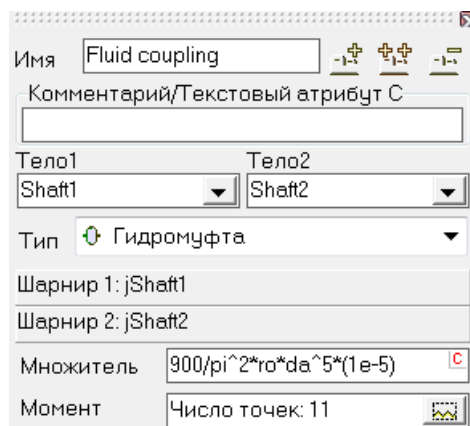 Имя Fluid coupling
Комментарий/Текстовый атрибут C
Тело1 Тело2
Shaft1 Shaft2
Тип Гидромуфта
Шарнир 1: jShaft1
Шарнир 2: jShaft2
Множитель 900/pi^2*ro*da^5*(1e-5) C
Момент Число точек: 11